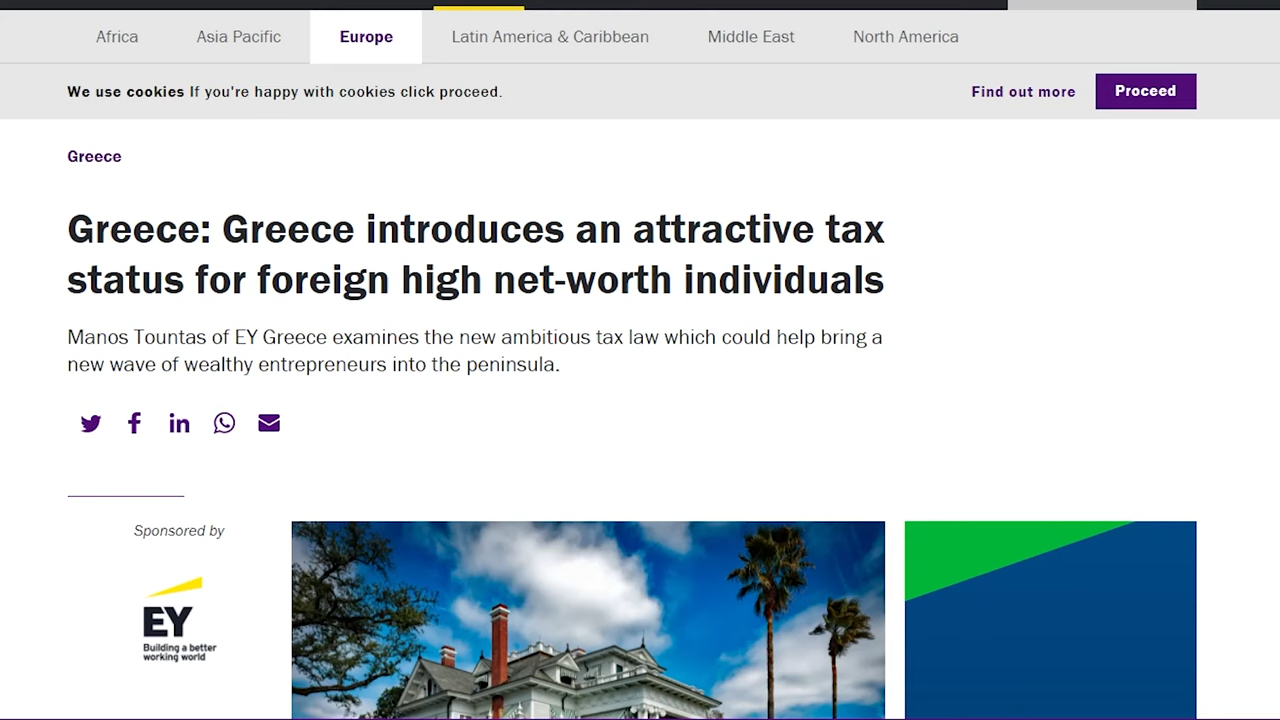 Africa
Asia Pacific
Europe
Latin America & Caribbean
Middle East
North America
We use cookies If you're happy with cookies click proceed.
Find out more
Proceed
Greece
Greece: Greece introduces an attractive tax
status for foreign high net-worth individuals
Manos Tountas of EY Greece examines the new ambitious tax law which could help bring a
new wave of wealthy entrepreneurs into the peninsula.
Sponsored by
EY
Building a better
working world